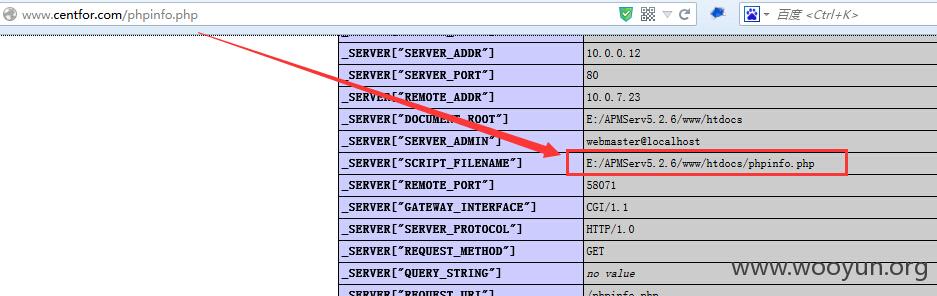 www.centfor.com/phpinfo.php 百度 <Ctrl+K>
_SERVER["SERVER_ADDR"] 10.0.0.12
_SERVER["SERVER_PORT"] 80
_SERVER["REMOTE_ADDR"] 10.0.7.23
_SERVER["DOCUMENT_ROOT"] E:/APMServ5.2.6/www/htdocs
_SERVER["SERVER_ADMIN"] webmaster@localhost
_SERVER["SCRIPT_FILENAME"] E:/APMServ5.2.6/www/htdocs/phpinfo.php
_SERVER["REMOTE_PORT"] 58071
_SERVER["GATEWAY_INTERFACE"] CGI/1.1
_SERVER["SERVER_PROTOCOL"] HTTP/1.0
_SERVER["REQUEST_METHOD"] GET
_SERVER["QUERY_STRING"] no value
_SERVER["REQUEST_URI"] /phpinfo.php
www.wooyun.org